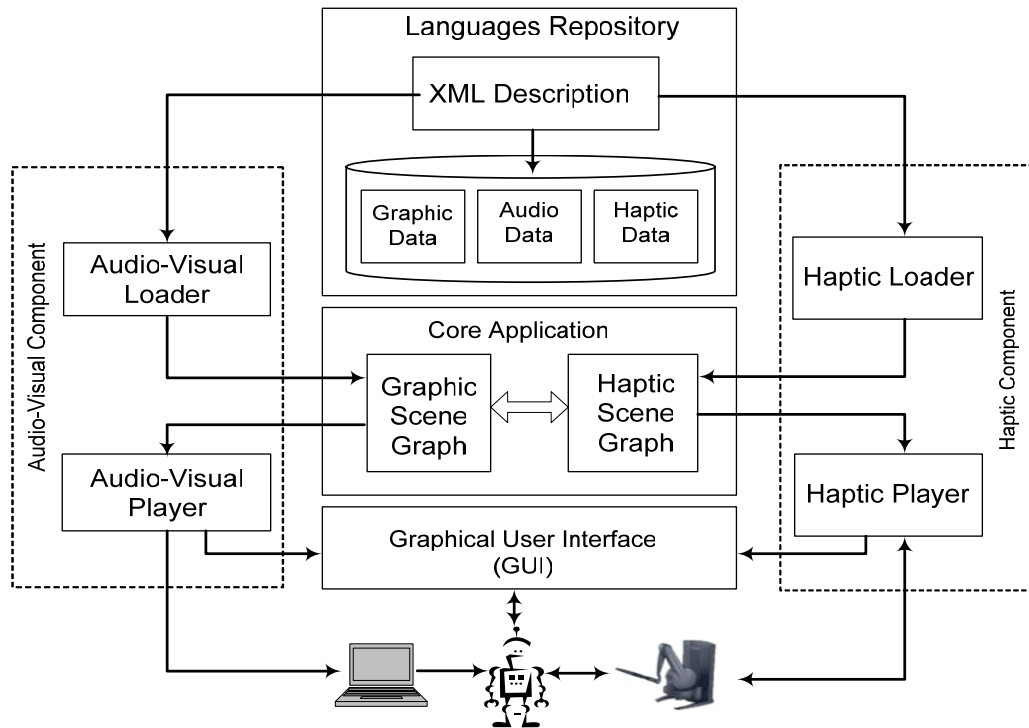 Languages Repository
XML Description
Graphic
Data
Audio
Data
Haptic
Data
Audio-Visual Component
Audio-Visual
Loader
Haptic Loader
Haptic Component
Core Application
Graphic
Scene
Graph
Haptic
Scene
Graph
Audio-Visual
Player
Haptic Player
Graphical User Interface
(GUI)